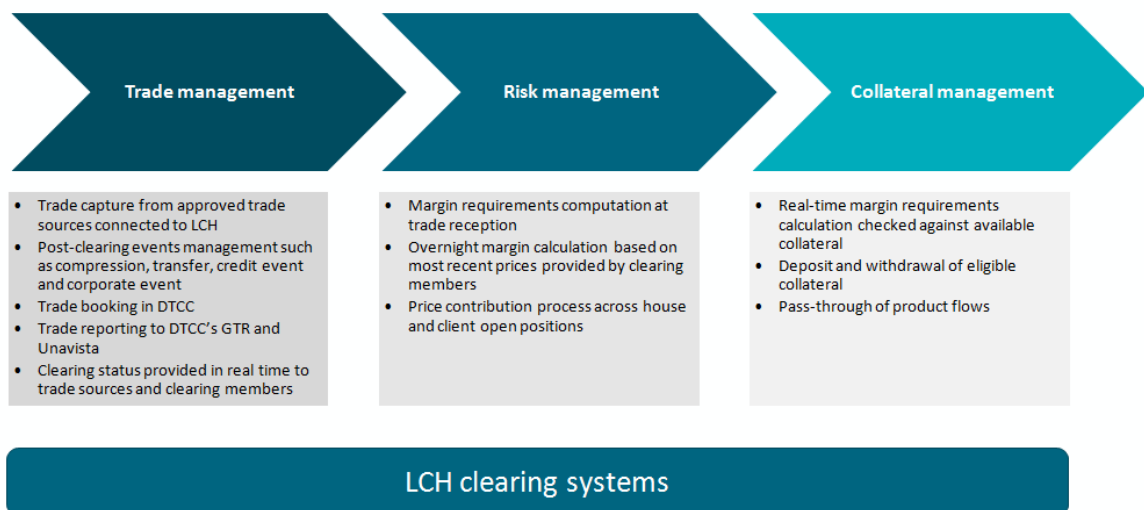 Trade management
Risk management
Collateral management
• Trade capture from approved trade
sources connected to LCH
• Post-clearing events management such
as compression, transfer, credit event
and corporate event
• Trade booking in DTCC
• Trade reporting to DTCC's GTR and
Unavista
• Clearing status provided in real time to
trade sources and clearing members
• Margin requirements computation at
trade reception
• Overnight margin calculation based on
most recent prices provided by clearing
members
• Price contribution process across house
and client open positions
• Real-time margin requirements
calculation checked against available
collateral
• Deposit and withdrawal of eligible
collateral
• Pass-through of product flows
LCH clearing systems